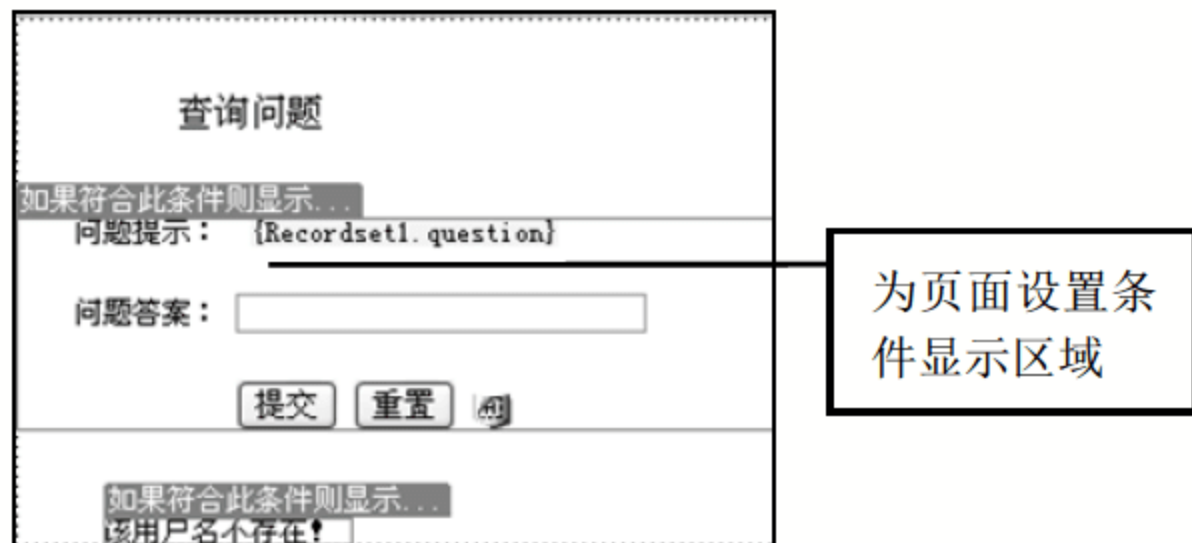 查询问题
如果符合此条件则显示...
问题提示： {Recordset1.question}
为页面设置条
件显示区域
问题答案：
提交 重置
如果符合此条件则显示...
该用户名不存在！